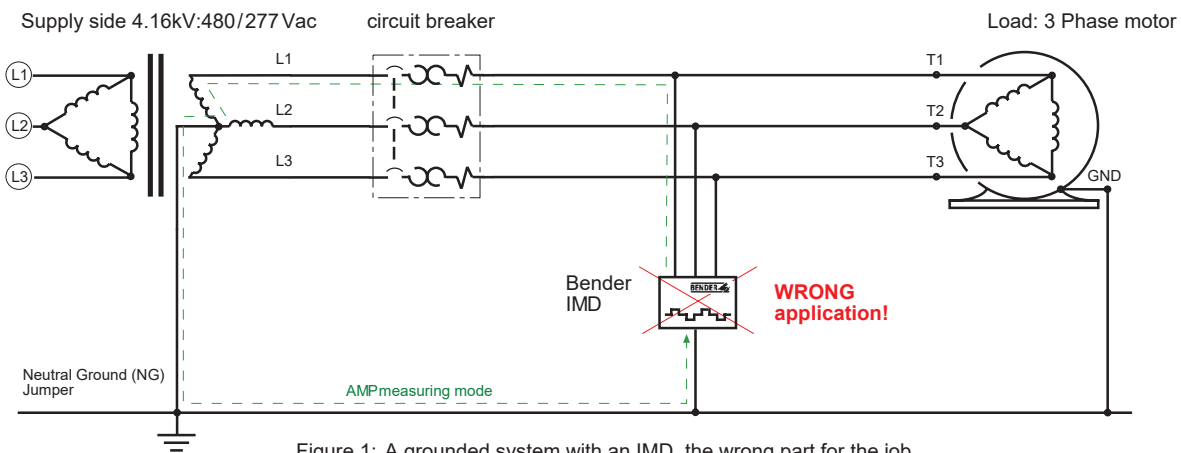 Supply side 4.16kV:480/277 Vac
circuit breaker
Load: 3 Phase motor
L1
L1
T1
L2
L2
T2
L3
L3
T3
GND
Bender
IMD
BENDER
WRONG
application!
Neutral Ground (NG)
Jumper
AMPmeasuring mode
Figure 1: A grounded system with an IMD, the wrong part for the job